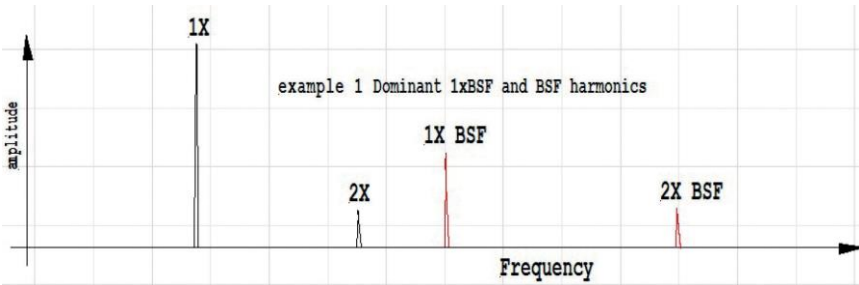 1X
example 1 Dominant 1xBSF and BSF harmonics
amplitude
1X BSF
2X
2X BSF
Frequency